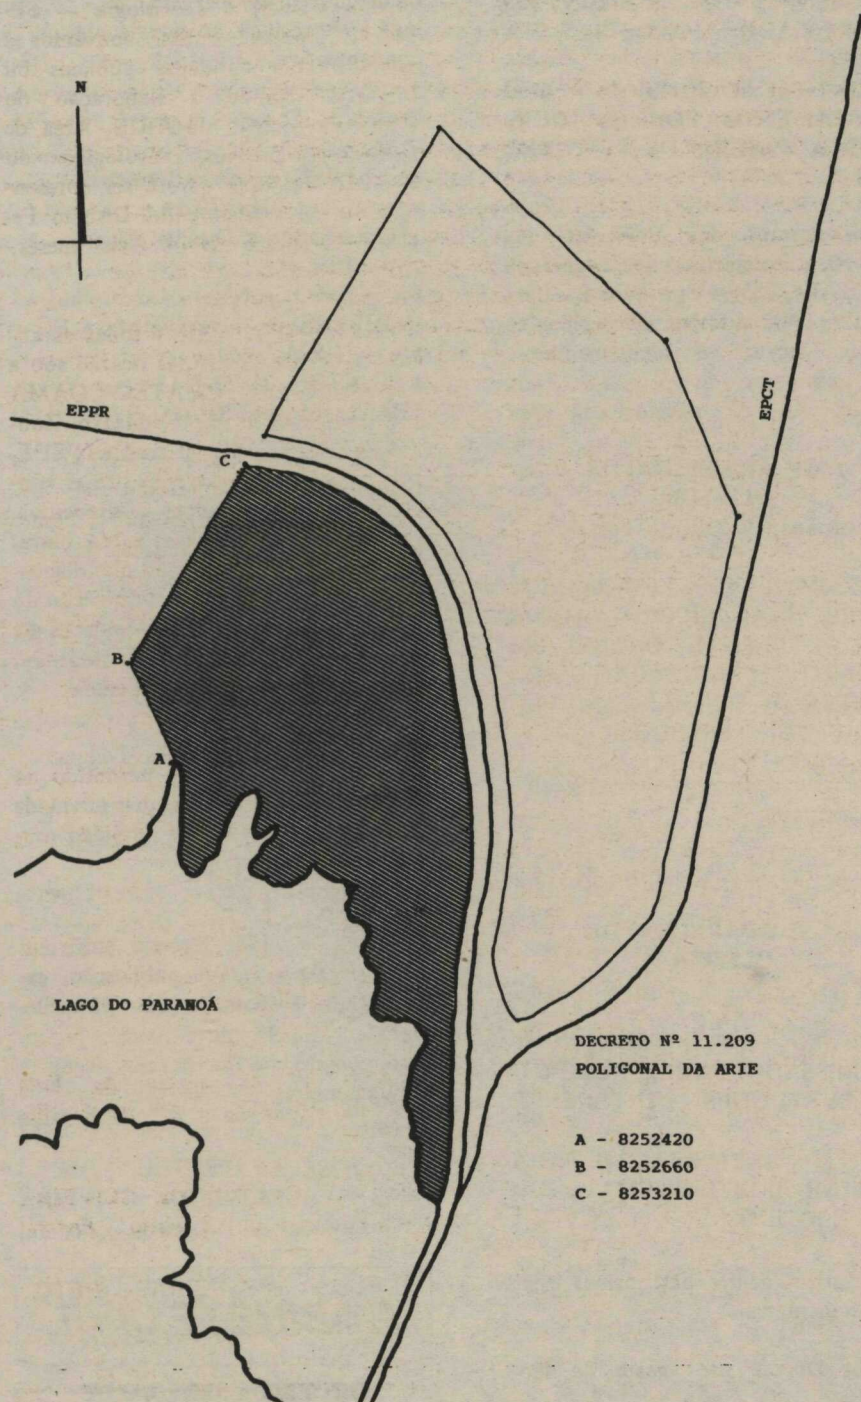 N
EPPR
EPCT
C
B
A
LAGO DO PARANOÁ
DECRETO Nº 11.209
POLIGONAL DA ARIE
A - 8252420
B - 8252660
C - 8253210